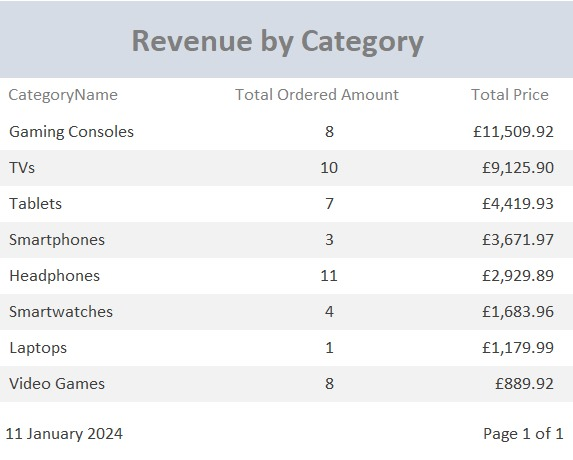 Revenue by Category
CategoryName Total Ordered Amount Total Price
Gaming Consoles 8 £11,509.92
TVs 10 £9,125.90
Tablets 7 £4,419.93
Smartphones 3 £3,671.97
Headphones 11 £2,929.89
Smartwatches 4 £1,683.96
Laptops 1 £1,179.99
Video Games 8 £889.92
11 January 2024 Page 1 of 1